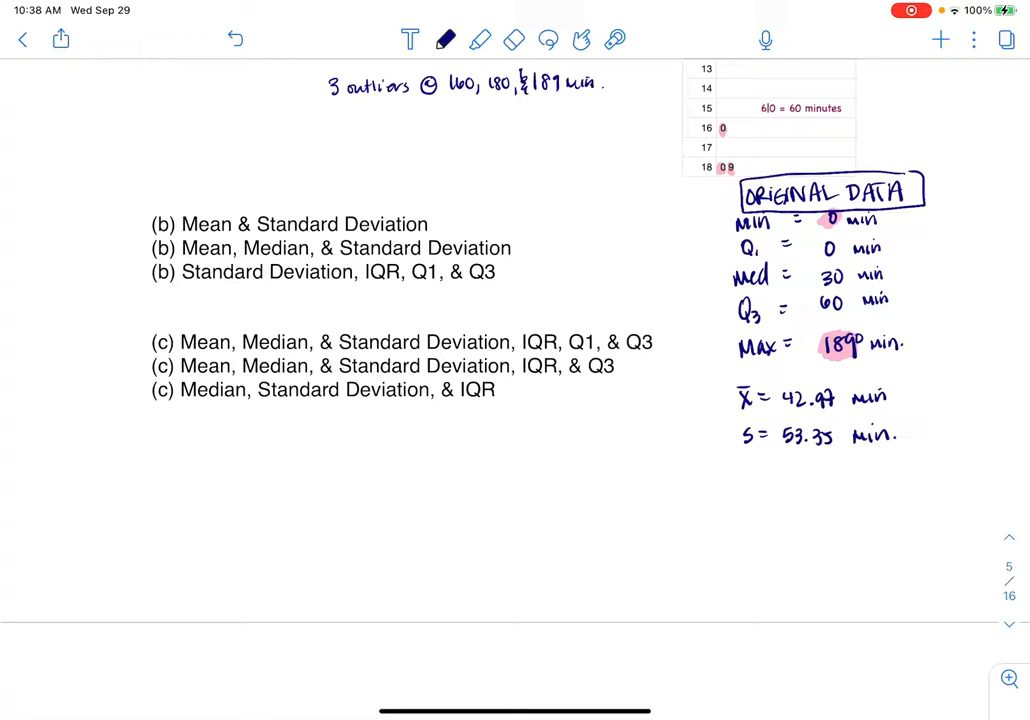 10:38 AM Wed Sep 29
100%
T
3 outliers @ 160, 180, & 189 min.
13
14
15 6|0 = 60 minutes
16 0
17
18 0 9
ORIGINAL DATA
(b) Mean & Standard Deviation
(b) Mean, Median, & Standard Deviation
(b) Standard Deviation, IQR, Q1, & Q3
(c) Mean, Median, & Standard Deviation, IQR, Q1, & Q3
(c) Mean, Median, & Standard Deviation, IQR, & Q3
(c) Median, Standard Deviation, & IQR
Min = 0 min
Q1 = 0 min
med = 30 min
Q3 = 60 min
Max = min.
x̄ = 42.97 min
S = 53.35 min.
5
/
16